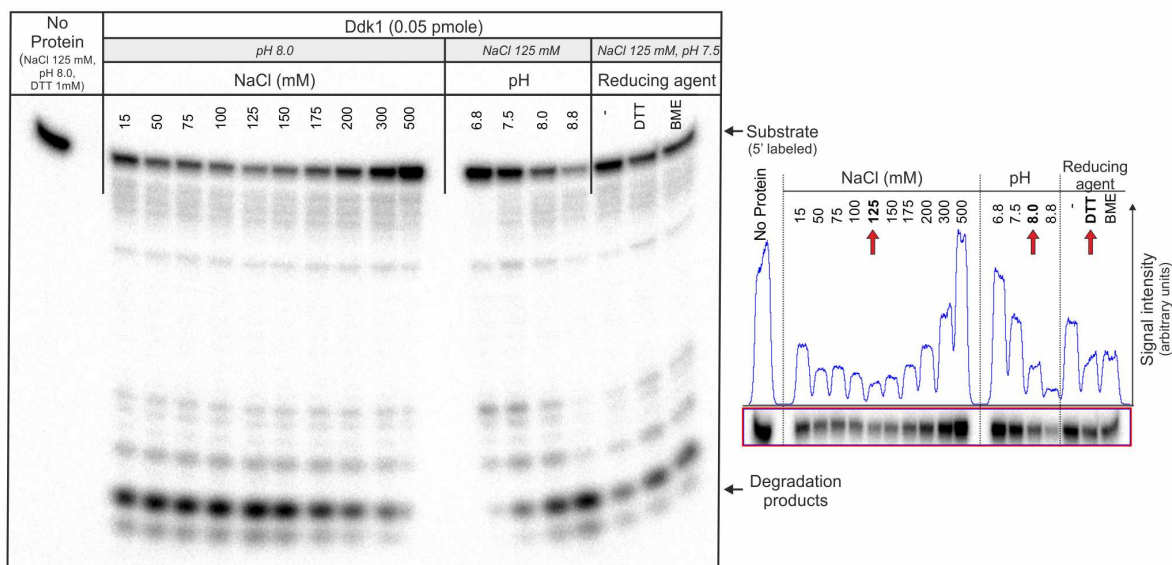 No
Protein
(NaCl 125 mM,
pH 8.0,
DTT 1mM)
Ddk1 (0.05 pmole)
pH 8.0
NaCl 125 mM
NaCl 125 mM, pH 7.5
NaCl (mM)
pH
Reducing agent
15 50 75 100 125 150 175 200 300 500
6.8 7.5 8.0 8.8
- DTT BME
Substrate
(5' labeled)
Degradation
products
No Protein
NaCl (mM)
pH
Reducing
agent
15 50 75 100 125 150 175 200 300 500
6.8 7.5 8.0 8.8
- DTT BME
Signal intensity
(arbitrary units)